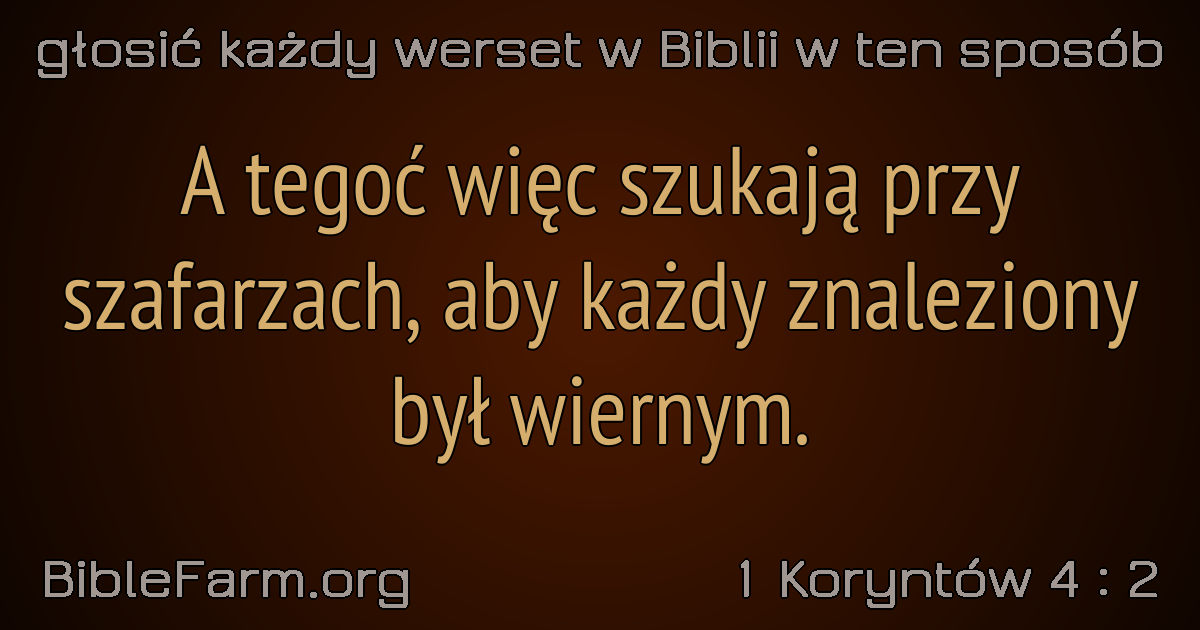 głosić każdy werset w Biblii w ten sposób
A tegoć więc szukają przy
szafarzach, aby każdy znaleziony
był wiernym.
BibleFarm.org
1 Koryntów 4 : 2